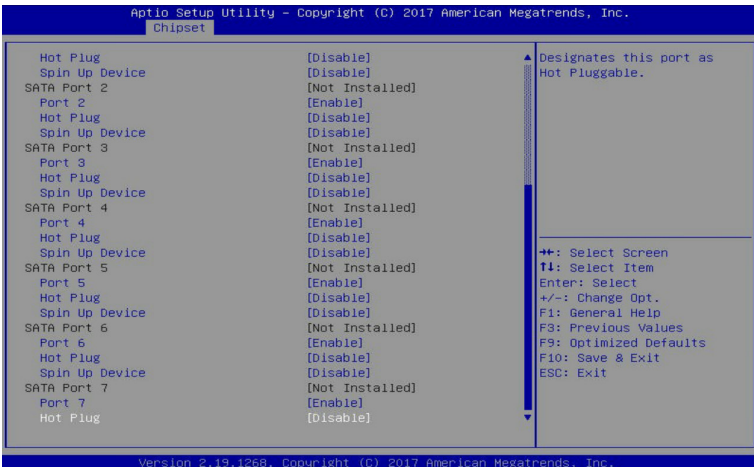 Aptio Setup Utility – Copyright (C) 2017 American Megatrends, Inc.
Chipset
Hot Plug [Disable]
Spin Up Device [Disable]
SATA Port 2 [Not Installed]
Port 2 [Enable]
Hot Plug [Disable]
Spin Up Device [Disable]
SATA Port 3 [Not Installed]
Port 3 [Enable]
Hot Plug [Disable]
Spin Up Device [Disable]
SATA Port 4 [Not Installed]
Port 4 [Enable]
Hot Plug [Disable]
Spin Up Device [Disable]
SATA Port 5 [Not Installed]
Port 5 [Enable]
Hot Plug [Disable]
Spin Up Device [Disable]
SATA Port 6 [Not Installed]
Port 6 [Enable]
Hot Plug [Disable]
Spin Up Device [Disable]
SATA Port 7 [Not Installed]
Port 7 [Enable]
Hot Plug [Disable]
Designates this port as
Hot Pluggable.
→←: Select Screen
↑↓: Select Item
Enter: Select
+/-: Change Opt.
F1: General Help
F3: Previous Values
F9: Optimized Defaults
F10: Save & Exit
ESC: Exit
Version 2.19.1268. Copyright (C) 2017 American Megatrends, Inc.